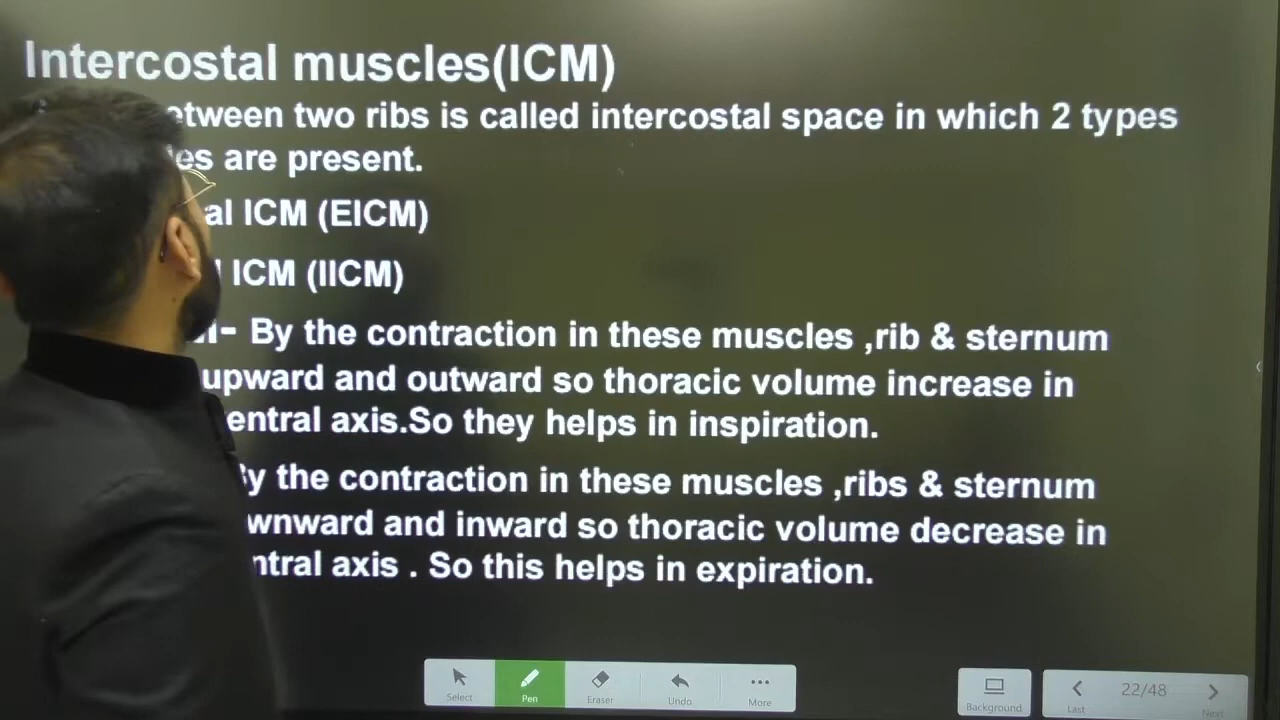 Intercostal muscles(ICM)
etween two ribs is called intercostal space in which 2 types
es are present.
al ICM (EICM)
ICM (IICM)
- By the contraction in these muscles ,rib & sternum
upward and outward so thoracic volume increase in
entral axis.So they helps in inspiration.
By the contraction in these muscles ,ribs & sternum
wnward and inward so thoracic volume decrease in
ntral axis . So this helps in expiration.
Select Pen Eraser Undo More Background Last 22/48 Next